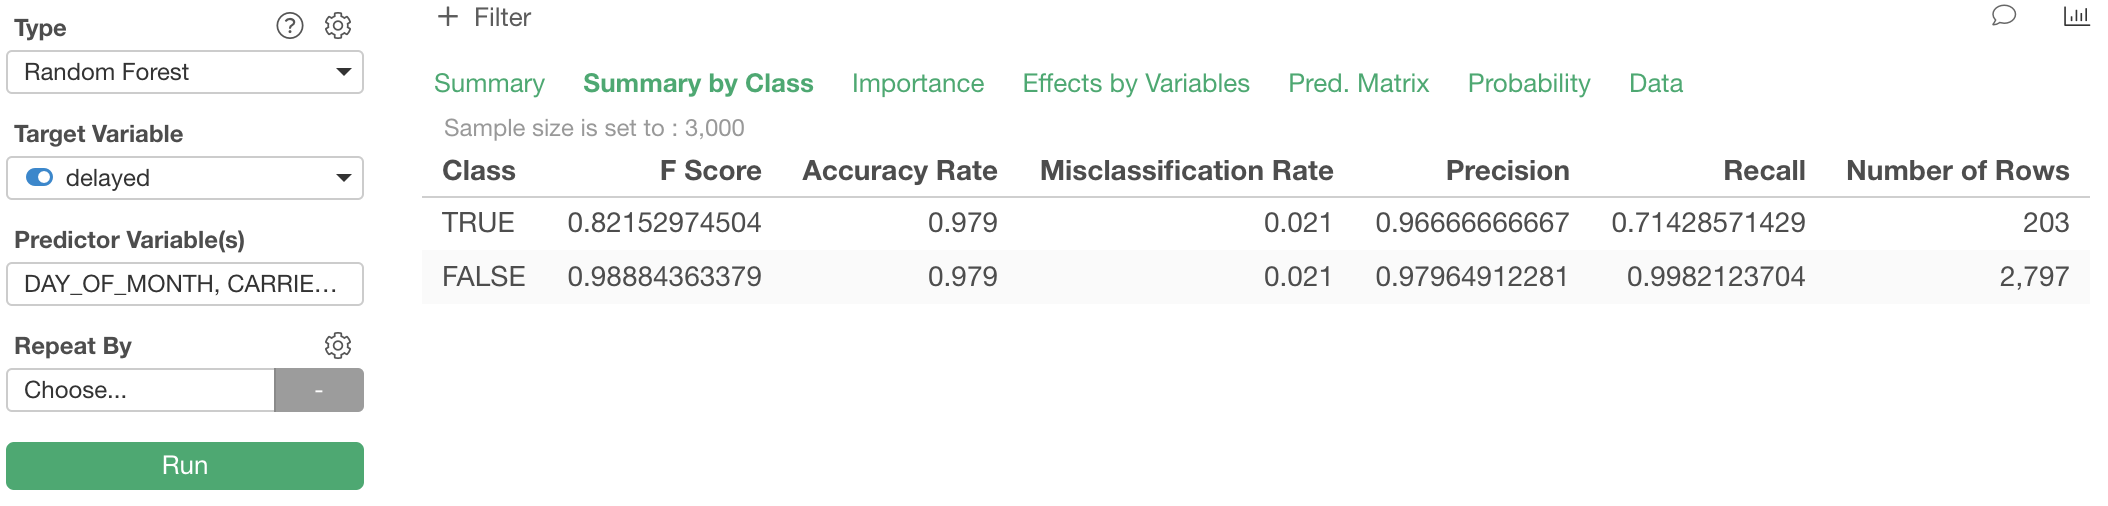 Type
Random Forest
Target Variable
delayed
Predictor Variable(s)
DAY_OF_MONTH, CARRIE...
Repeat By
Choose...
-
Run
+ Filter
Summary Summary by Class Importance Effects by Variables Pred. Matrix Probability Data
Sample size is set to : 3,000
Class F Score Accuracy Rate Misclassification Rate Precision Recall Number of Rows
TRUE 0.82152974504 0.979 0.021 0.96666666667 0.71428571429 203
FALSE 0.98884363379 0.979 0.021 0.97964912281 0.9982123704 2,797